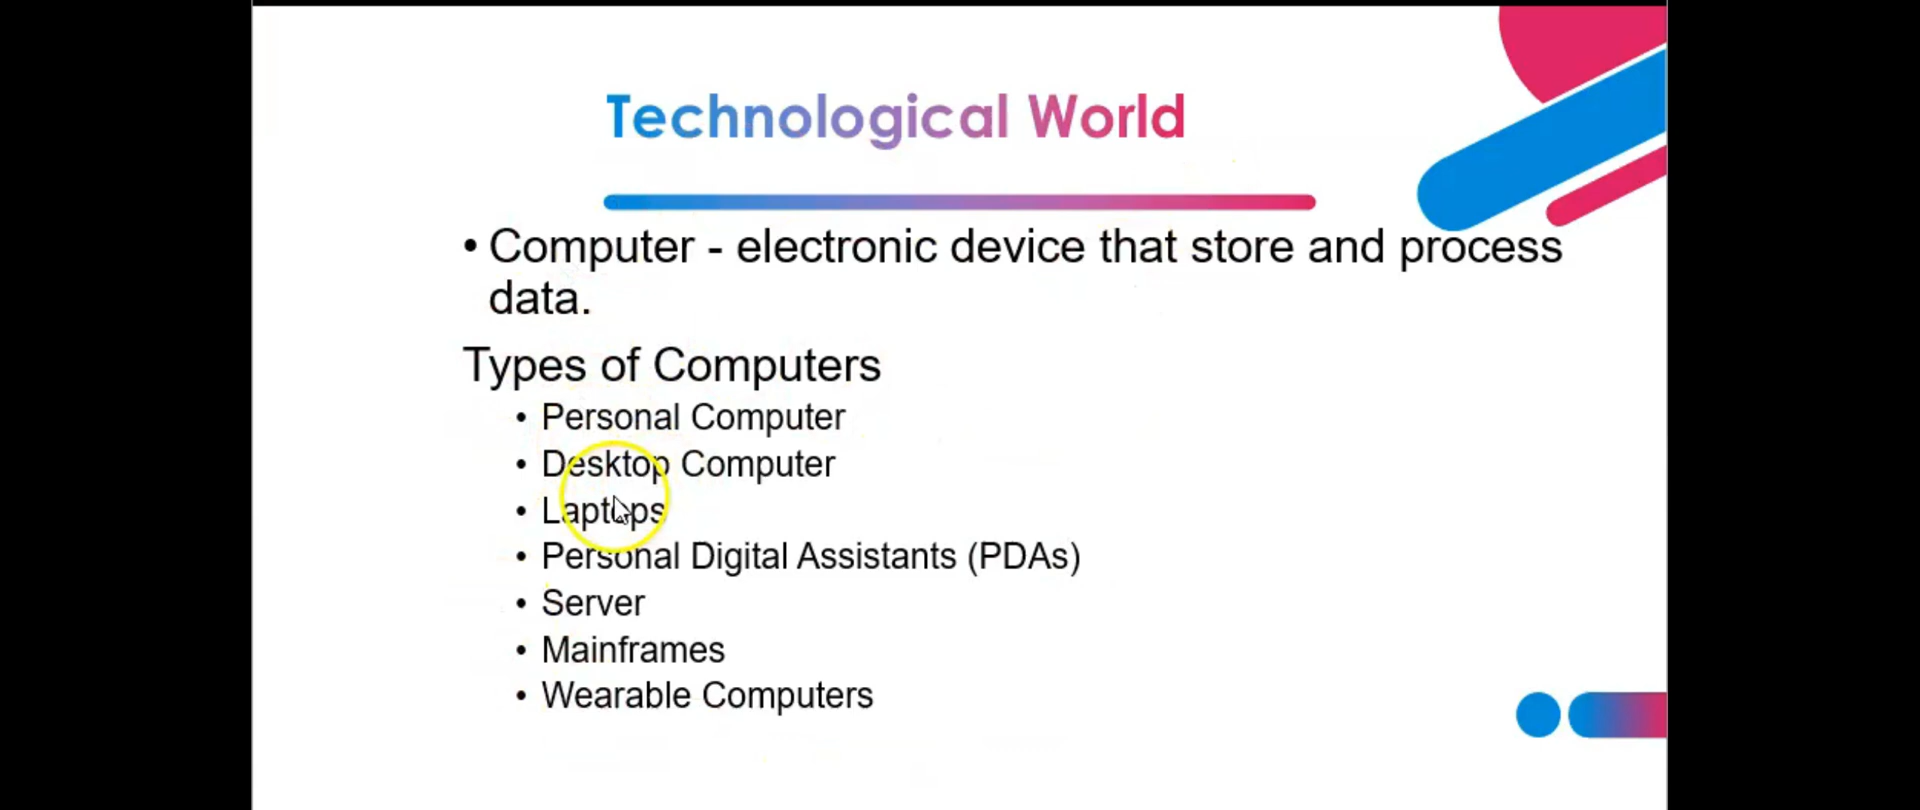 Technological World
• Computer - electronic device that store and process
data.
Types of Computers
• Personal Computer
• Desktop Computer
• Laptops
• Personal Digital Assistants (PDAs)
• Server
• Mainframes
• Wearable Computers